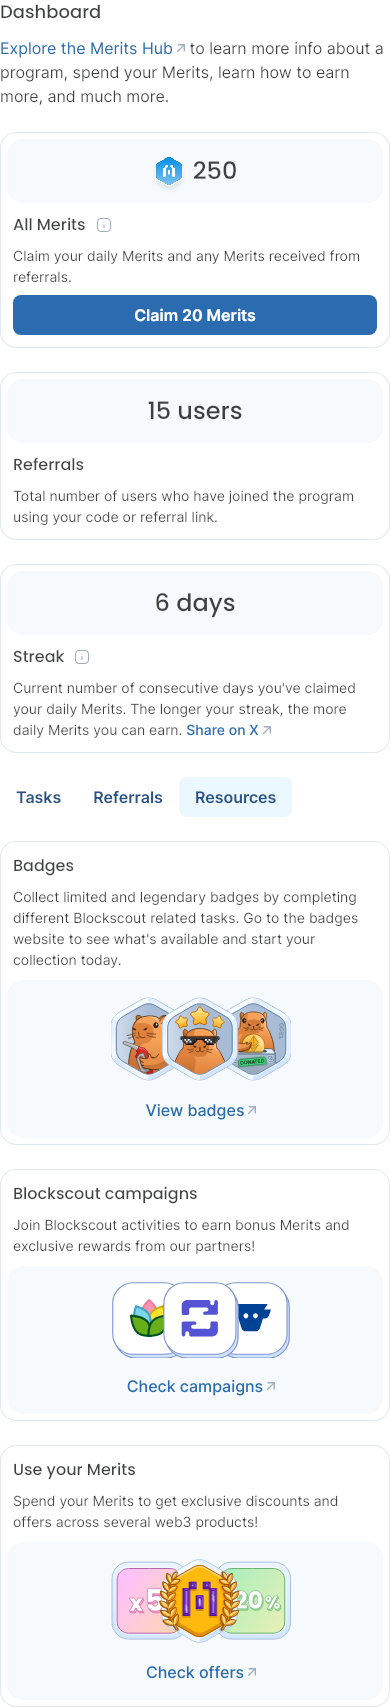 Dashboard
Explore the Merits Hub to learn more info about a
program, spend your Merits, learn how to earn
more, and much more.
250
All Merits
Claim your daily Merits and any Merits received from
referrals.
Claim 20 Merits
15 users
Referrals
Total number of users who have joined the program
using your code or referral link.
6 days
Streak
Current number of consecutive days you've claimed
your daily Merits. The longer your streak, the more
daily Merits you can earn. Share on X
Tasks Referrals Resources
Badges
Collect limited and legendary badges by completing
different Blockscout related tasks. Go to the badges
website to see what's available and start your
collection today.
DONATED
View badges
Blockscout campaigns
Join Blockscout activities to earn bonus Merits and
exclusive rewards from our partners!
Check campaigns
Use your Merits
Spend your Merits to get exclusive discounts and
offers across several web3 products!
x5 20%
Check offers